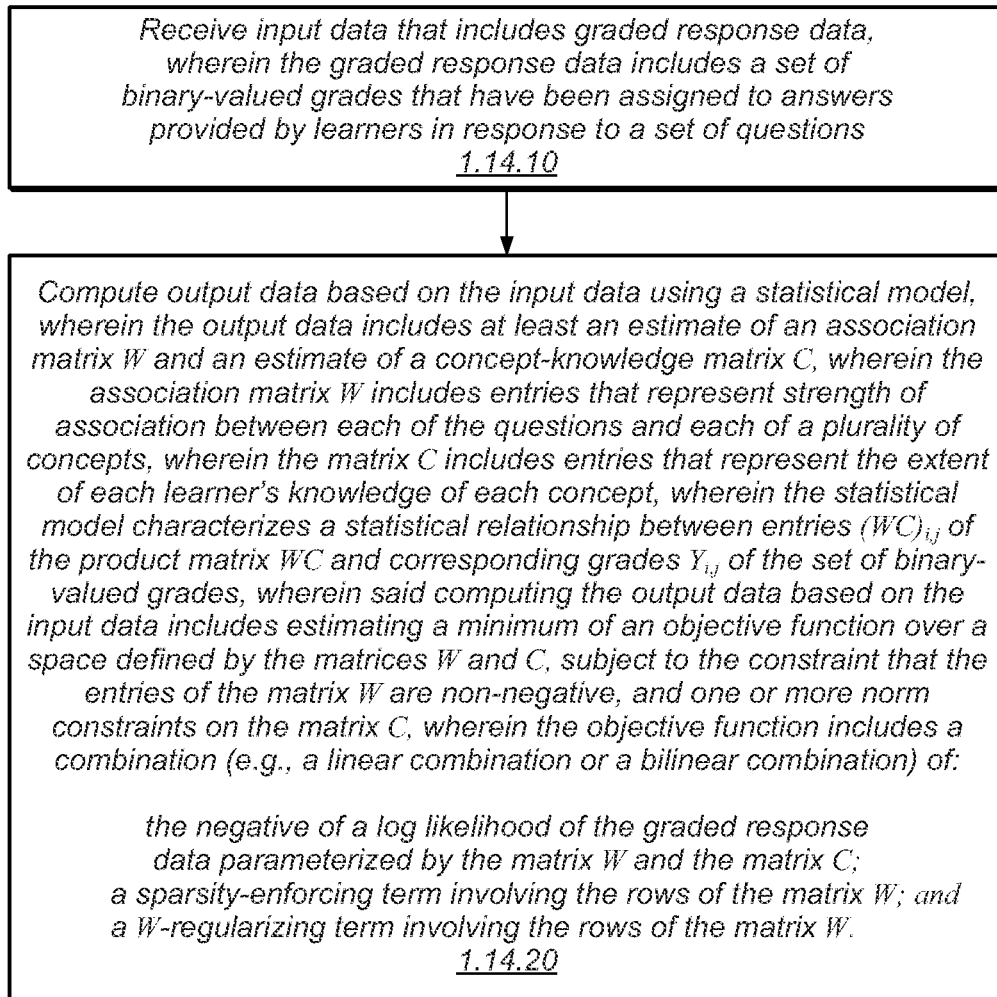 Receive input data that includes graded response data,
wherein the graded response data includes a set of
binary-valued grades that have been assigned to answers
provided by learners in response to a set of questions
1.14.10
Compute output data based on the input data using a statistical model,
wherein the output data includes at least an estimate of an association
matrix W and an estimate of a concept-knowledge matrix C, wherein the
association matrix W includes entries that represent strength of
association between each of the questions and each of a plurality of
concepts, wherein the matrix C includes entries that represent the extent
of each learner's knowledge of each concept, wherein the statistical
model characterizes a statistical relationship between entries (WC)i,j of
the product matrix WC and corresponding grades Yi,j of the set of binary-
valued grades, wherein said computing the output data based on the
input data includes estimating a minimum of an objective function over a
space defined by the matrices W and C, subject to the constraint that the
entries of the matrix W are non-negative, and one or more norm
constraints on the matrix C, wherein the objective function includes a
combination (e.g., a linear combination or a bilinear combination) of:
the negative of a log likelihood of the graded response
data parameterized by the matrix W and the matrix C;
a sparsity-enforcing term involving the rows of the matrix W; and
a W-regularizing term involving the rows of the matrix W.
1.14.20